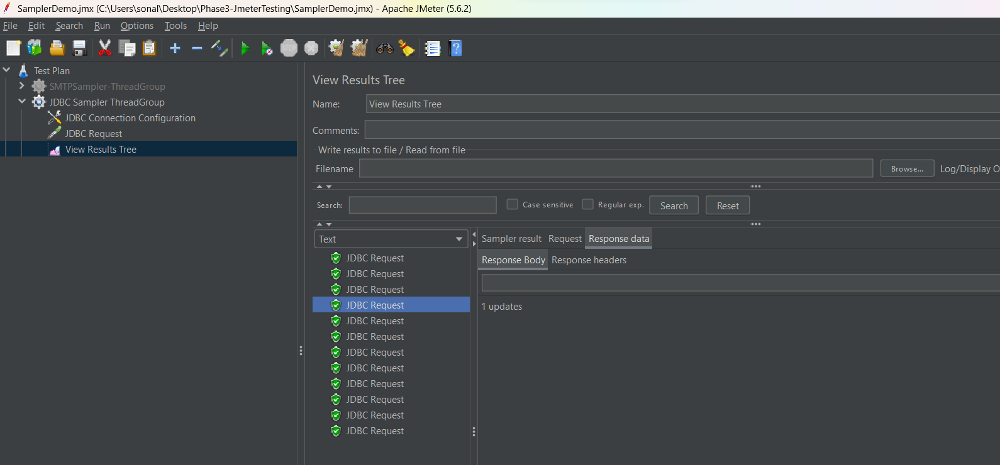 SamplerDemo.jmx (C:\Users\sonal\Desktop\Phase3-JmeterTesting\SamplerDemo.jmx) - Apache JMeter (5.6.2)
File Edit Search Run Options Tools Help
STOP
Test Plan
SMTPSampler-ThreadGroup
JDBC Sampler ThreadGroup
JDBC Connection Configuration
JDBC Request
View Results Tree
View Results Tree
Name: View Results Tree
Comments:
Write results to file / Read from file
Filename Browse... Log/Display O
Search: Case sensitive Regular exp. Search Reset
Text
JDBC Request
JDBC Request
JDBC Request
JDBC Request
JDBC Request
JDBC Request
JDBC Request
JDBC Request
JDBC Request
JDBC Request
JDBC Request
JDBC Request
Sampler result Request Response data
Response Body Response headers
1 updates